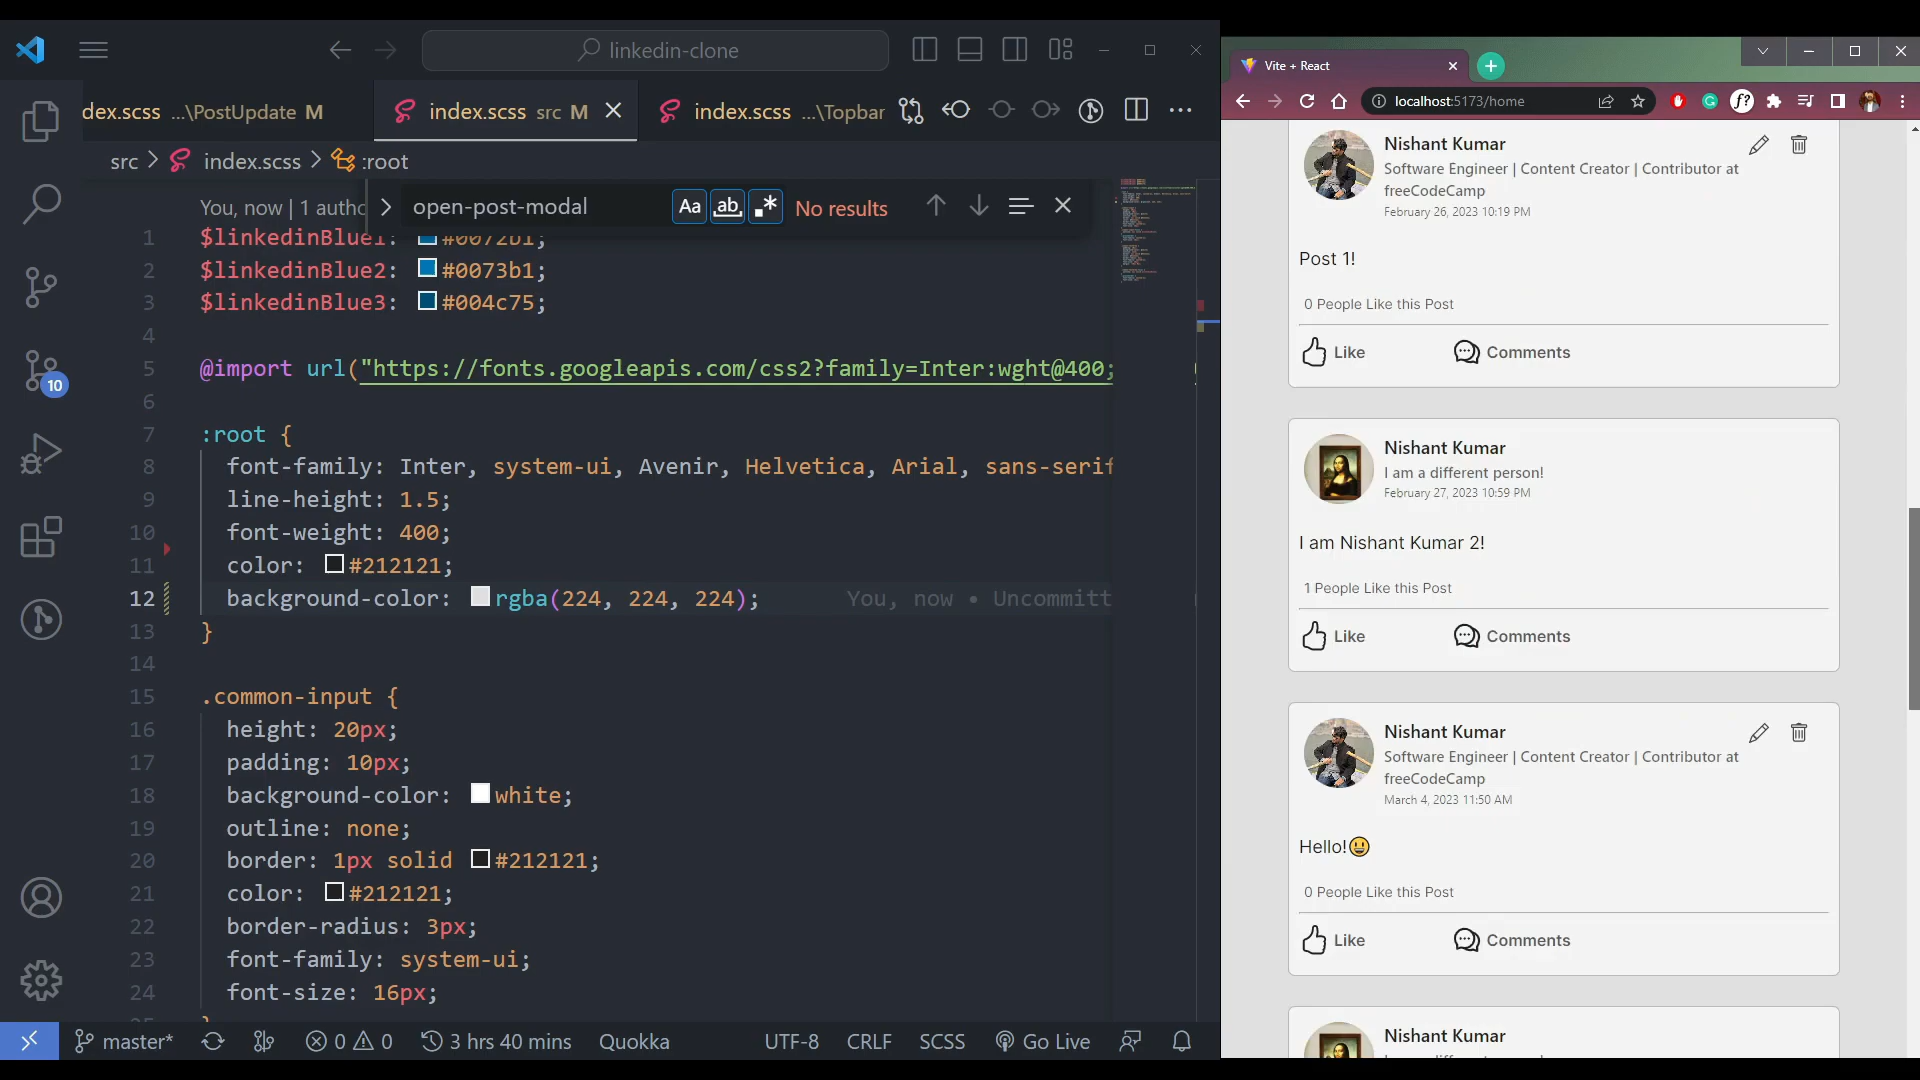 linkedin-clone
dex.scss ...\PostUpdate M
index.scss src M
index.scss ...\Topbar
src > index.scss > :root
You, now | 1 autho
open-post-modal
Aa ab .* No results
1 $linkedinBlue1: #0072b1;
2 $linkedinBlue2: #0073b1;
3 $linkedinBlue3: #004c75;
4
5 @import url("https://fonts.googleapis.com/css2?family=Inter:wght@400;
6
7 :root {
8 font-family: Inter, system-ui, Avenir, Helvetica, Arial, sans-serif
9 line-height: 1.5;
10 font-weight: 400;
11 color: #212121;
12 background-color: rgba(224, 224, 224); You, now • Uncommitt
13 }
14
15 .common-input {
16 height: 20px;
17 padding: 10px;
18 background-color: white;
19 outline: none;
20 border: 1px solid #212121;
21 color: #212121;
22 border-radius: 3px;
23 font-family: system-ui;
24 font-size: 16px;
10
master* 0 0 3 hrs 40 mins Quokka UTF-8 CRLF SCSS Go Live
Vite + React
localhost:5173/home
f?
Nishant Kumar
Software Engineer | Content Creator | Contributor at
freeCodeCamp
February 26, 2023 10:19 PM
Post 1!
0 People Like this Post
Like Comments
Nishant Kumar
I am a different person!
February 27, 2023 10:59 PM
I am Nishant Kumar 2!
1 People Like this Post
Like Comments
Nishant Kumar
Software Engineer | Content Creator | Contributor at
freeCodeCamp
March 4, 2023 11:50 AM
Hello!😃
0 People Like this Post
Like Comments
Nishant Kumar